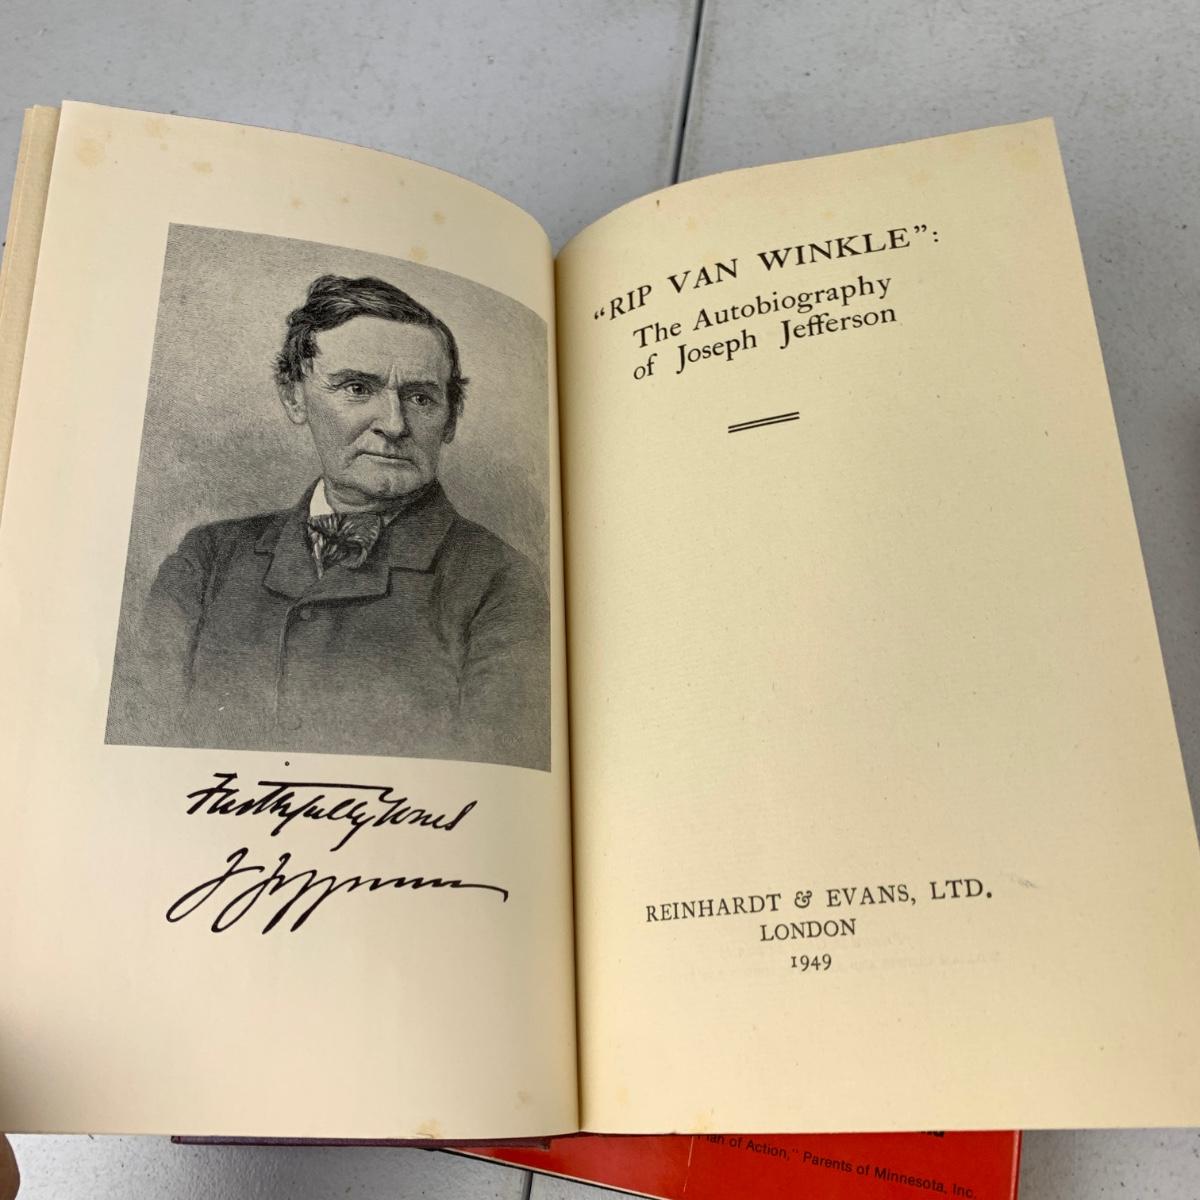 Faithfully Yours
J Jefferson
"RIP VAN WINKLE":
The Autobiography
of Joseph Jefferson
REINHARDT & EVANS, LTD.
LONDON
1949
Plan of Action," Parents of Minnesota, Inc.